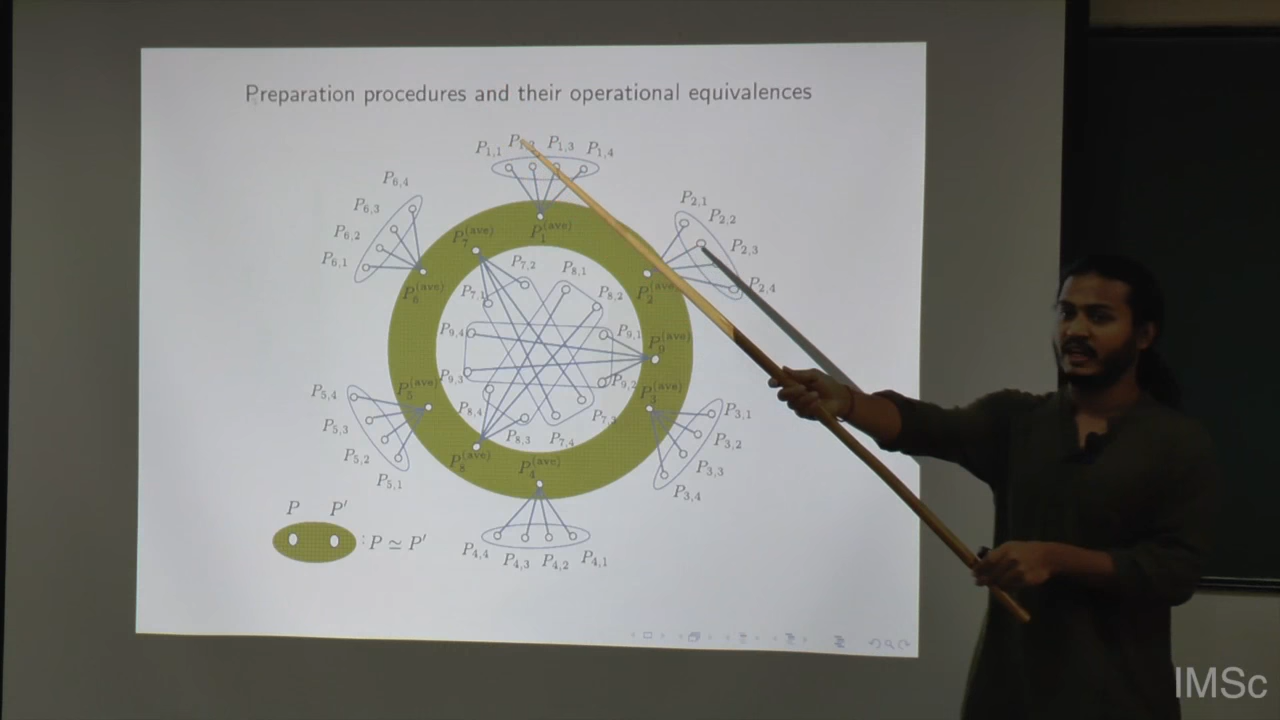 Preparation procedures and their operational equivalences
P1,1 P1,2 P1,3 P1,4
P6,4
P6,3
P6,2
P6,1
P2,1
P2,2
P2,3
P2,4
P7(ave)
P1(ave)
P6(ave)
P2(ave)
P7,2
P8,1
P7,1
P8,2
P9,4
P9,1
P9(ave)
P9,3
P9,2
P5(ave)
P3(ave)
P8,4
P7,3
P8,3
P7,4
P8(ave)
P4(ave)
P5,4
P5,3
P5,2
P5,1
P3,1
P3,2
P3,3
P3,4
P4,4
P4,3
P4,2
P4,1
P P′
: P ≃ P′
IMSc